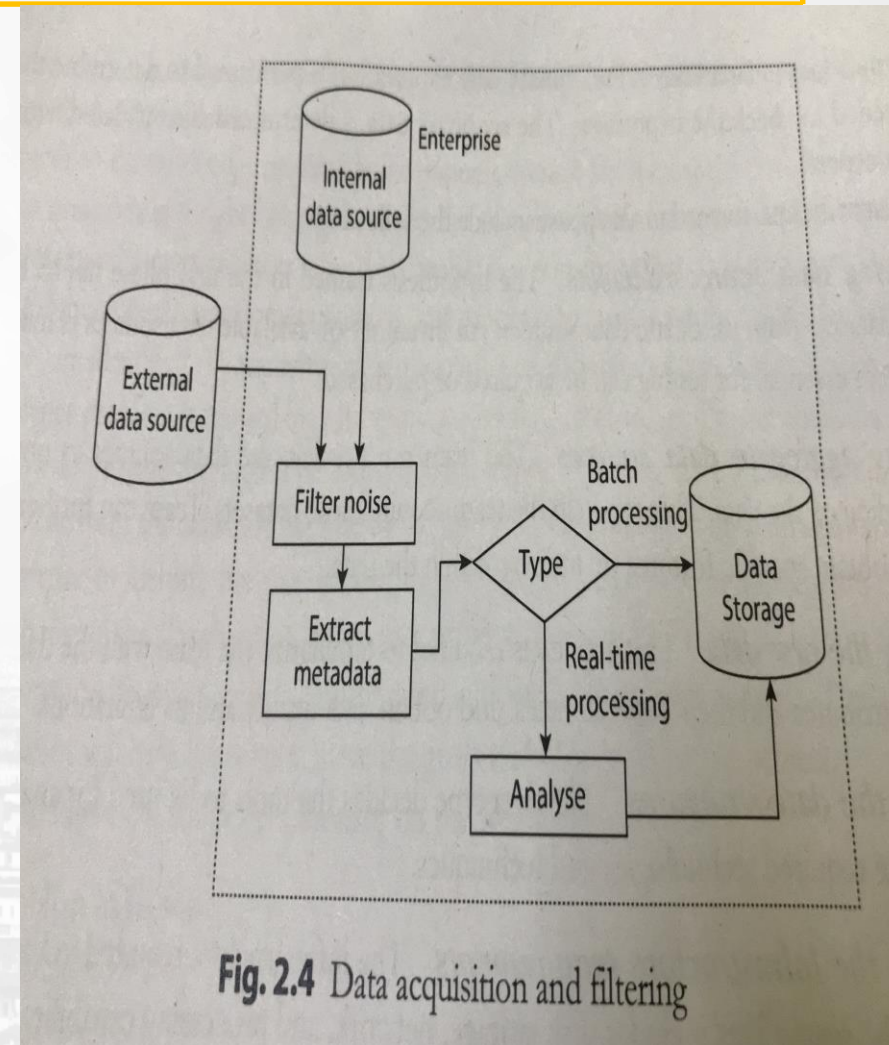 Enterprise
Internal
data source
External
data source
Filter noise
Extract
metadata
Type
Batch
processing
Real-time
processing
Data
Storage
Analyse
Fig. 2.4 Data acquisition and filtering